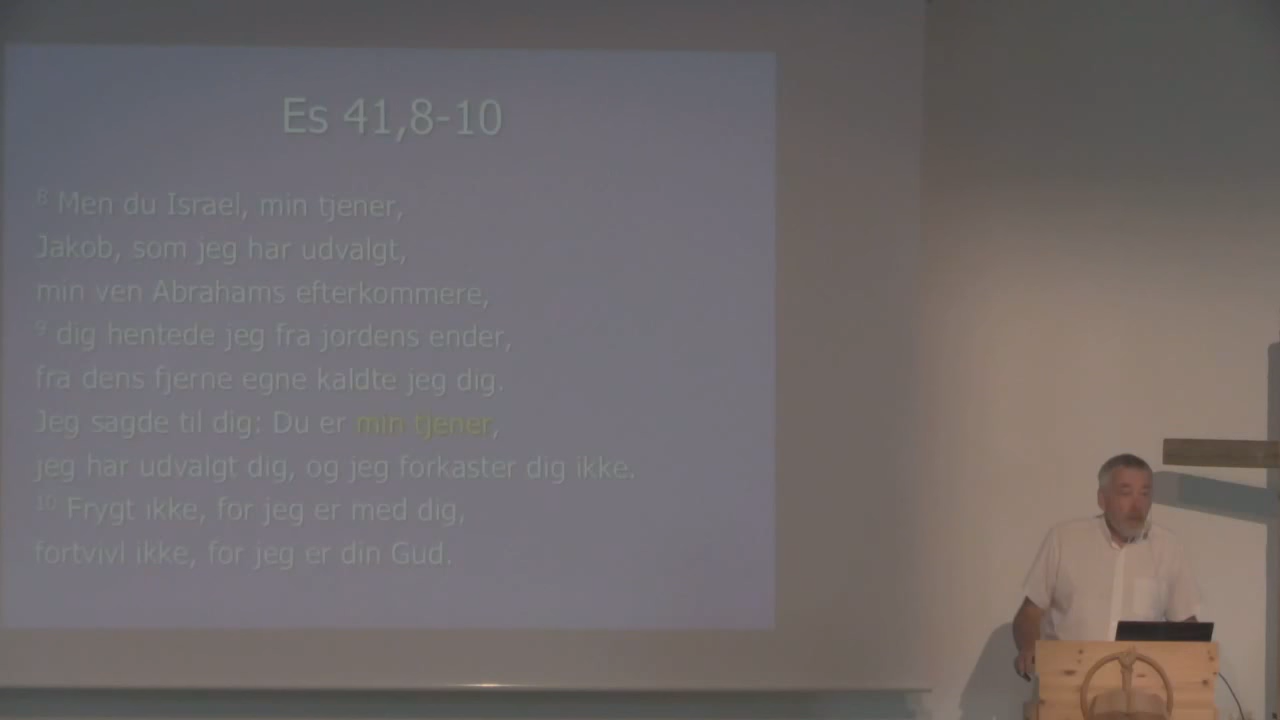 Es 41,8-10
8 Men du Israel, min tjener,
Jakob, som jeg har udvalgt,
min ven Abrahams efterkommere,
9 dig hentede jeg fra jordens ender,
fra dens fjerne egne kaldte jeg dig.
Jeg sagde til dig: Du er min tjener,
jeg har udvalgt dig, og jeg forkaster dig ikke.
10 Frygt ikke, for jeg er med dig,
fortvivl ikke, for jeg er din Gud.